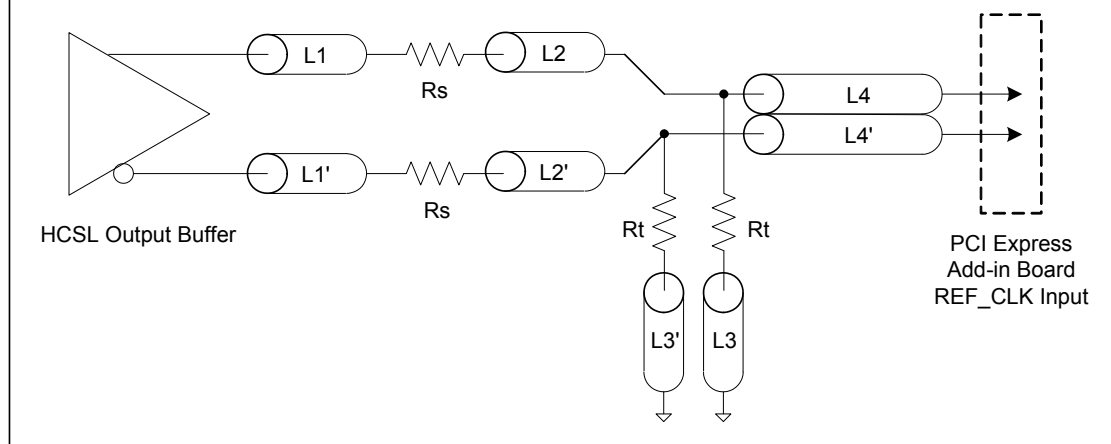 L1
Rs
L2
L4
L4'
L1'
Rs
L2'
HCSL Output Buffer
Rt
Rt
L3'
L3
PCI Express
Add-in Board
REF_CLK Input